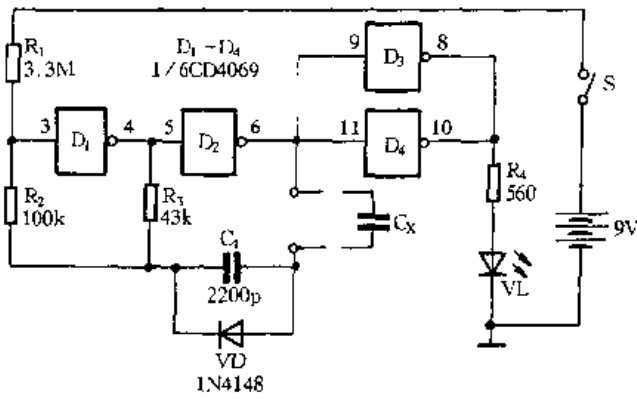 R₁
3.3M
D₁ - D₄
1/6CD4069
9
D₃
8
S
3
D₁
4
5
D₂
6
11
D₄
10
R₂
100k
R₃
43k
R₄
560
Cₓ
9V
C₁
2200p
VL
VD
1N4148